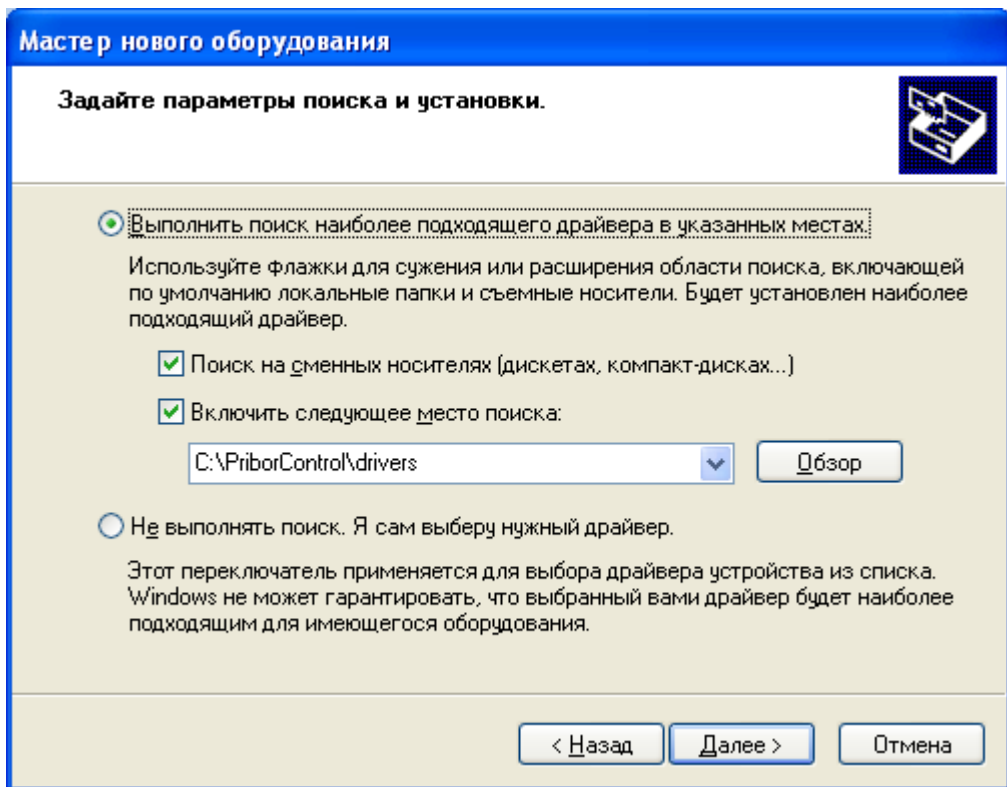 Мастер нового оборудования
Задайте параметры поиска и установки.
Выполнить поиск наиболее подходящего драйвера в указанных местах.
Используйте флажки для сужения или расширения области поиска, включающей
по умолчанию локальные папки и съемные носители. Будет установлен наиболее
подходящий драйвер.
Поиск на сменных носителях (дискетах, компакт-дисках...)
Включить следующее место поиска:
C:\PriborControl\drivers
Обзор
Не выполнять поиск. Я сам выберу нужный драйвер.
Этот переключатель применяется для выбора драйвера устройства из списка.
Windows не может гарантировать, что выбранный вами драйвер будет наиболее
подходящим для имеющегося оборудования.
< Назад
Далее >
Отмена